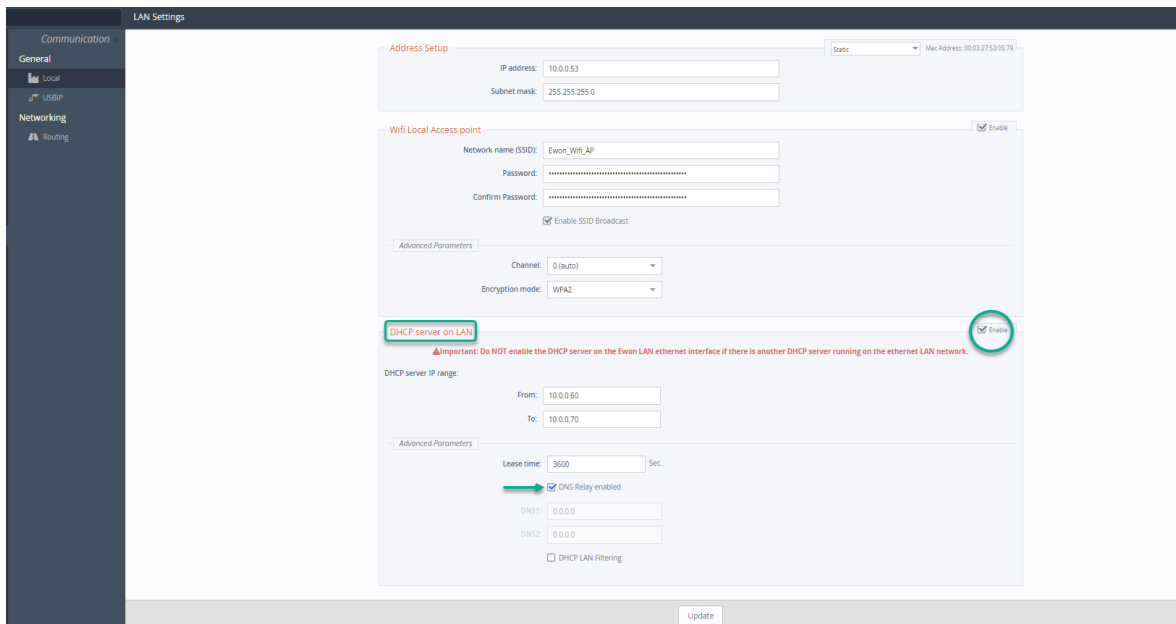 LAN Settings
Communication
General
Local
USBIP
Networking
Routing
Address Setup
Static
Mac Address: 00:03:27:53:05:79
IP address: 10.0.0.53
Subnet mask: 255.255.255.0
Wifi Local Access point
Enable
Network name (SSID): Ewon_Wifi_AP
Password:
Confirm Password:
Enable SSID Broadcast
Advanced Parameters
Channel: 0 (auto)
Encryption mode: WPA2
DHCP server on LAN
Enable
Important: Do NOT enable the DHCP server on the Ewon LAN ethernet interface if there is another DHCP server running on the ethernet LAN network.
DHCP server IP range:
From: 10.0.0.60
To: 10.0.0.70
Advanced Parameters
Lease time: 3600 Sec.
DNS Relay enabled
DNS1: 0.0.0.0
DNS2: 0.0.0.0
DHCP LAN Filtering
Update